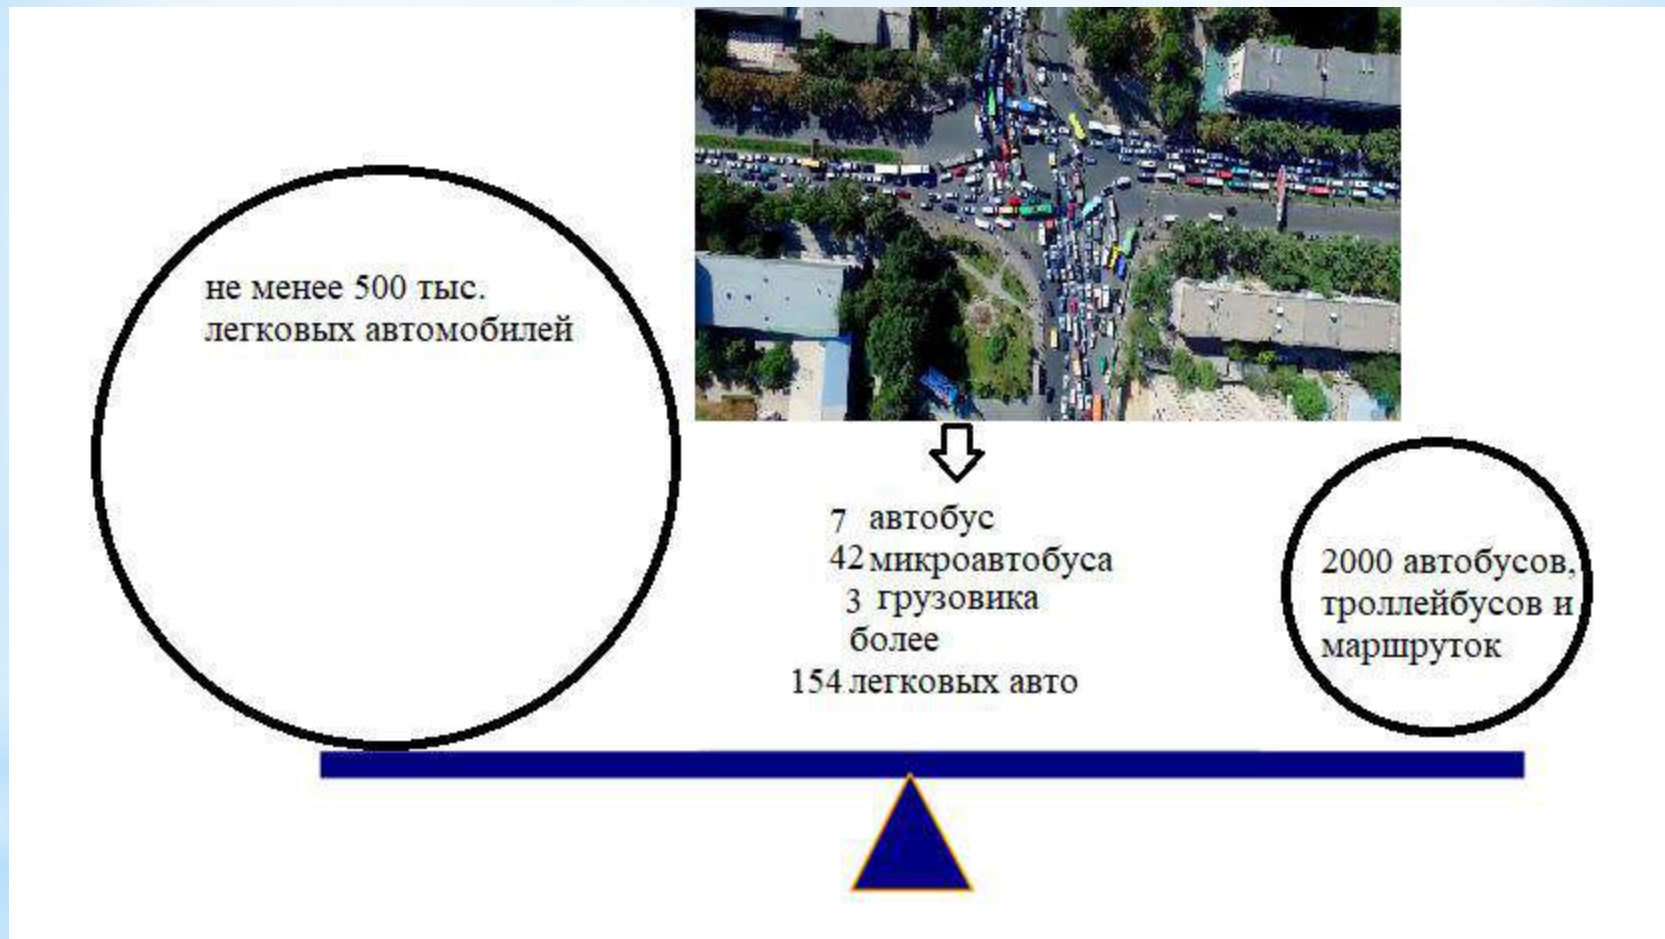 не менее 500 тыс.
легковых автомобилей
7 автобус
42 микроавтобуса
3 грузовика
более
154 легковых авто
2000 автобусов,
троллейбусов и
маршруток